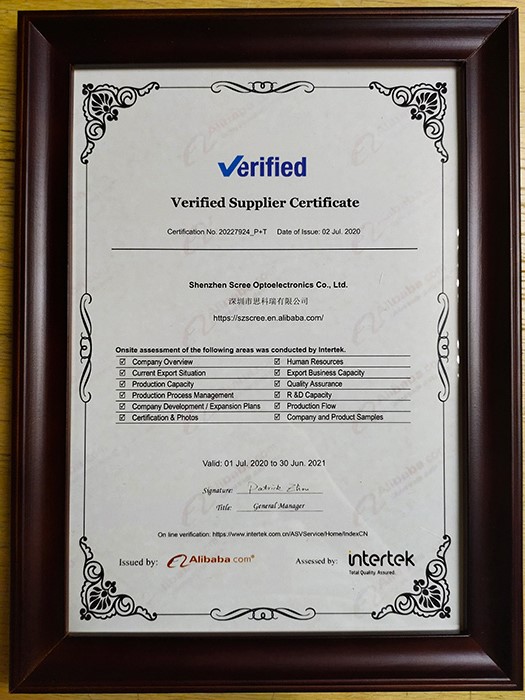 Verified
Verified Supplier Certificate
Certification No. 20227924_P+T Date of Issue: 02 Jul. 2020
Shenzhen Scree Optoelectronics Co., Ltd.
深圳市思科瑞有限公司
https://szscree.en.alibaba.com/
Onsite assessment of the following areas was conducted by Intertek.
☑ Company Overview ☑ Human Resources
☑ Current Export Situation ☑ Export Business Capacity
☑ Production Capacity ☑ Quality Assurance
☑ Production Process Management ☑ R &D Capacity
☑ Company Development / Expansion Plans ☑ Production Flow
☑ Certification & Photos ☑ Company and Product Samples
Valid: 01 Jul. 2020 to 30 Jun. 2021
Signature: Patrick Zhou
Title: General Manager
On line verification: https://www.intertek.com.cn/ASVService/Home/IndexCN
Issued by: Alibaba.com® Assessed by: intertek
Total Quality. Assured.